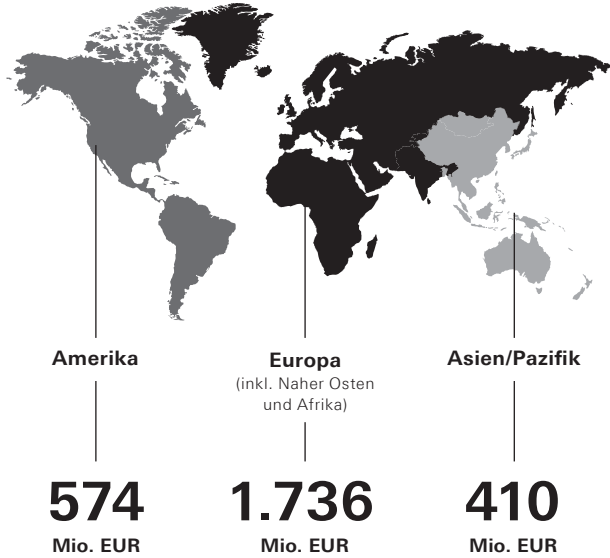 Amerika
Europa
(inkl. Naher Osten
und Afrika)
Asien/Pazifik
574
Mio. EUR
1.736
Mio. EUR
410
Mio. EUR